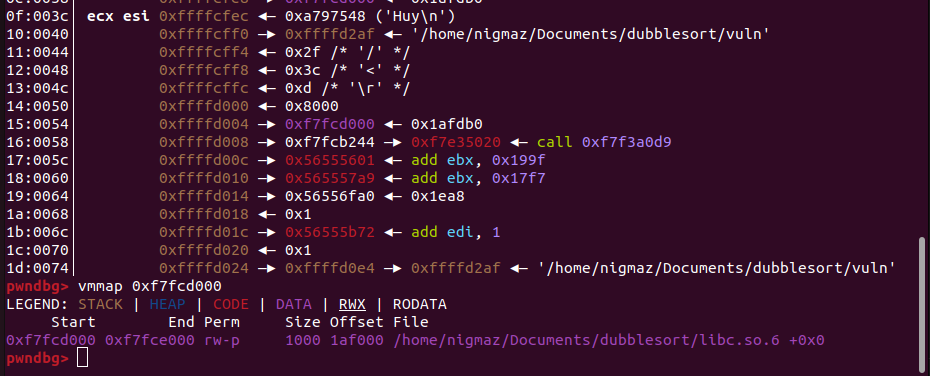 0f:003c│ ecx esi 0xffffcfec ◂— 0xa797548 ('Huy\n')
10:0040│ 0xffffcff0 —▸ 0xffffd2af ◂— '/home/nigmaz/Documents/dubblesort/vuln'
11:0044│ 0xffffcff4 ◂— 0x2f /* '/' */
12:0048│ 0xffffcff8 ◂— 0x3c /* '<' */
13:004c│ 0xffffcffc ◂— 0xd /* '\r' */
14:0050│ 0xffffd000 ◂— 0x8000
15:0054│ 0xffffd004 —▸ 0xf7fcd000 ◂— 0x1afdb0
16:0058│ 0xffffd008 —▸ 0xf7fcb244 —▸ 0xf7e35020 ◂— call 0xf7f3a0d9
17:005c│ 0xffffd00c —▸ 0x56555601 ◂— add ebx, 0x199f
18:0060│ 0xffffd010 —▸ 0x565557a9 ◂— add ebx, 0x17f7
19:0064│ 0xffffd014 —▸ 0x56556fa0 ◂— 0x1ea8
1a:0068│ 0xffffd018 ◂— 0x1
1b:006c│ 0xffffd01c —▸ 0x56555b72 ◂— add edi, 1
1c:0070│ 0xffffd020 ◂— 0x1
1d:0074│ 0xffffd024 —▸ 0xffffd0e4 —▸ 0xffffd2af ◂— '/home/nigmaz/Documents/dubblesort/vuln'
pwndbg> vmmap 0xf7fcd000
LEGEND: STACK | HEAP | CODE | DATA | RWX | RODATA
Start End Perm Size Offset File
0xf7fcd000 0xf7fce000 rw-p 1000 1af000 /home/nigmaz/Documents/dubblesort/libc.so.6 +0x0
pwndbg>